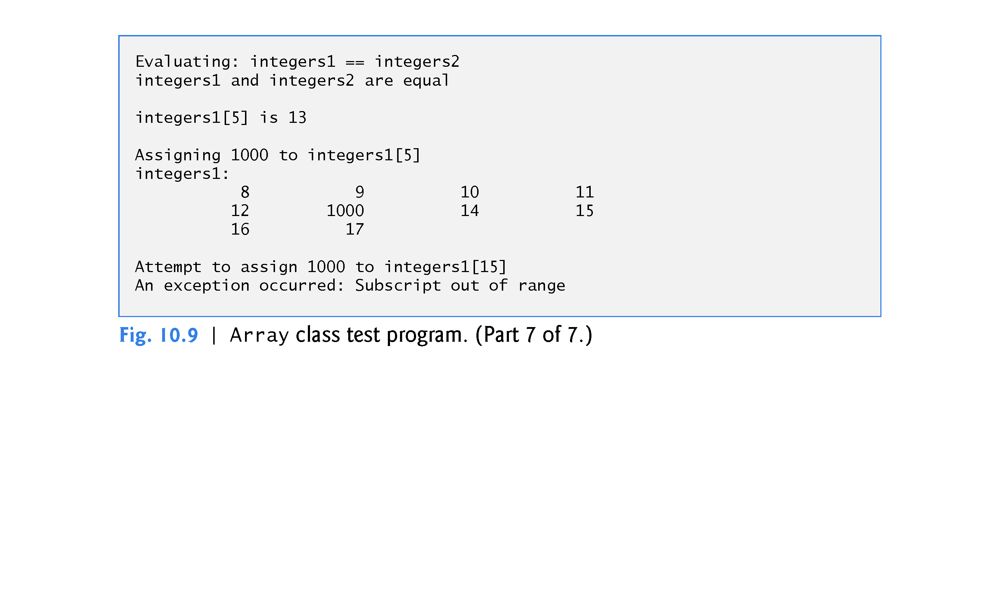 Evaluating: integers1 == integers2
integers1 and integers2 are equal
integers1[5] is 13
Assigning 1000 to integers1[5]
integers1:
8 9 10 11
12 1000 14 15
16 17
Attempt to assign 1000 to integers1[15]
An exception occurred: Subscript out of range
Fig. 10.9 | Array class test program. (Part 7 of 7.)